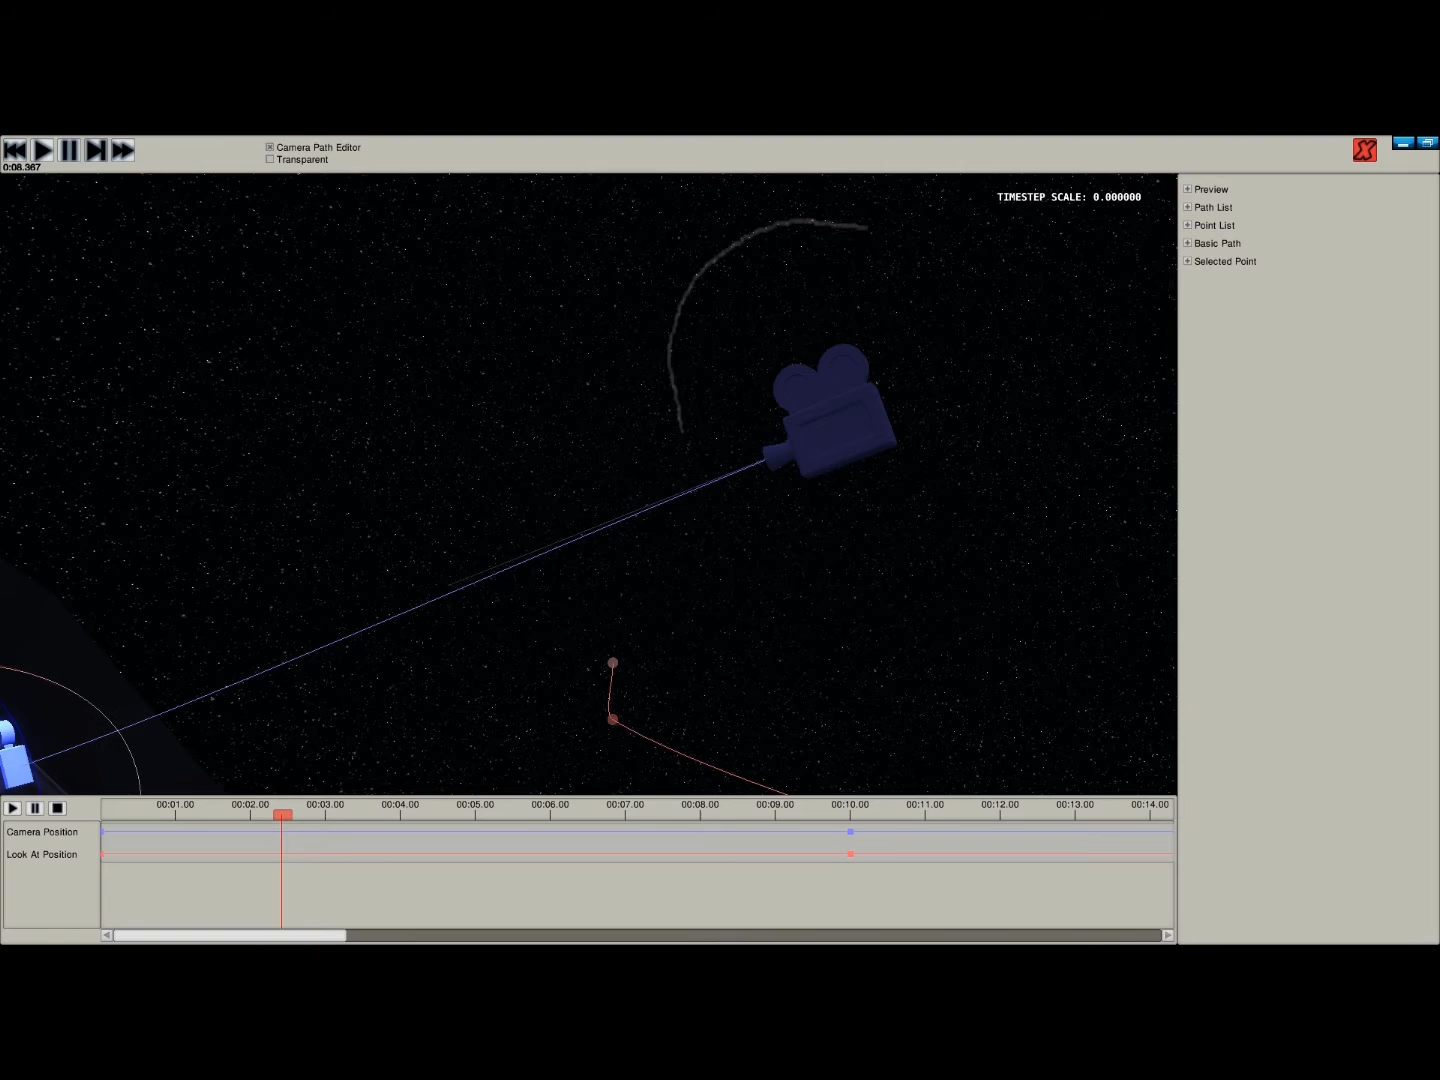 Camera Path Editor
Transparent
0:08.367
TIMESTEP SCALE: 0.000000
Preview
Path List
Point List
Basic Path
Selected Point
00:01.00 00:02.00 00:03.00 00:04.00 00:05.00 00:06.00 00:07.00 00:08.00 00:09.00 00:10.00 00:11.00 00:12.00 00:13.00 00:14.00
Camera Position
Look At Position